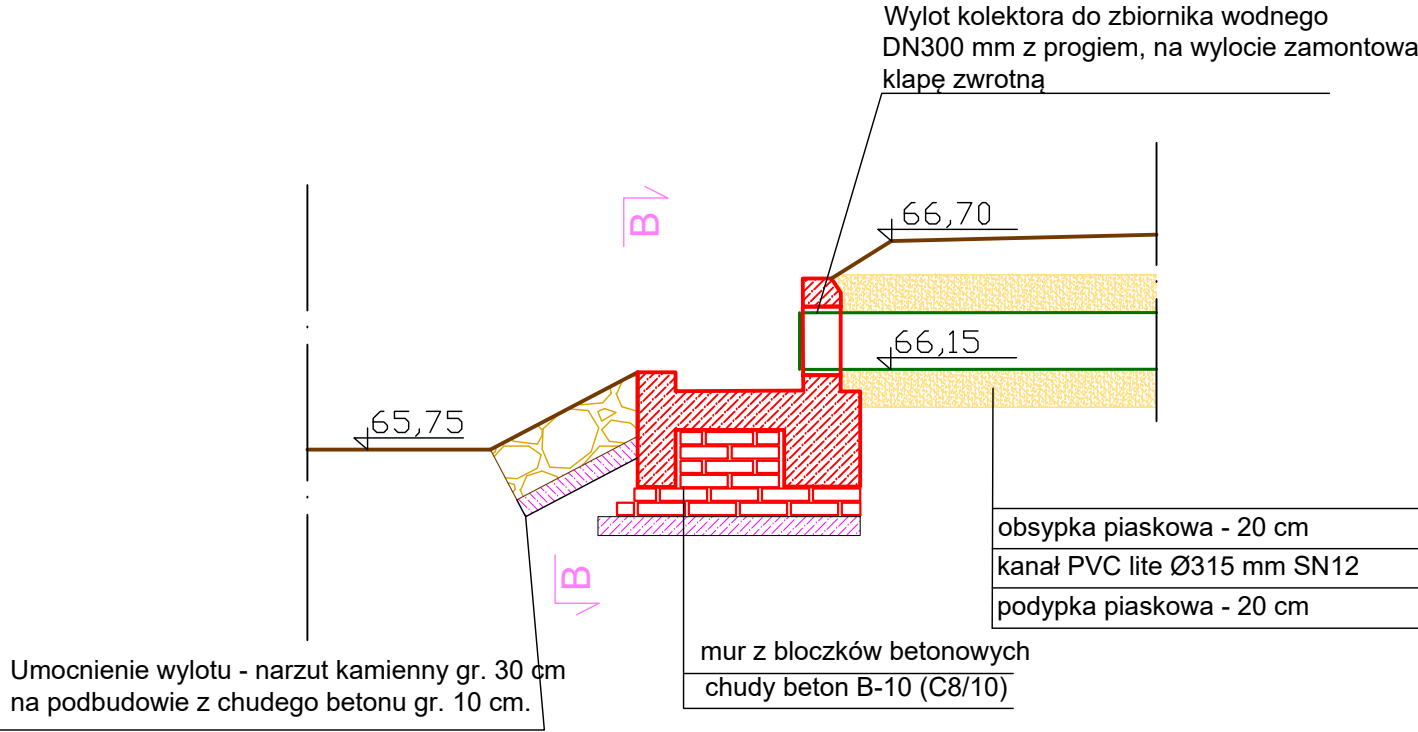 Wylot kolektora do zbiornika wodnego
DN300 mm z progiem, na wylocie zamontowa
klapę zwrotną
B
66,70
66,15
65,75
B
obsypka piaskowa - 20 cm
kanał PVC lite Ø315 mm SN12
podypka piaskowa - 20 cm
mur z bloczków betonowych
chudy beton B-10 (C8/10)
Umocnienie wylotu - narzut kamienny gr. 30 cm
na podbudowie z chudego betonu gr. 10 cm.